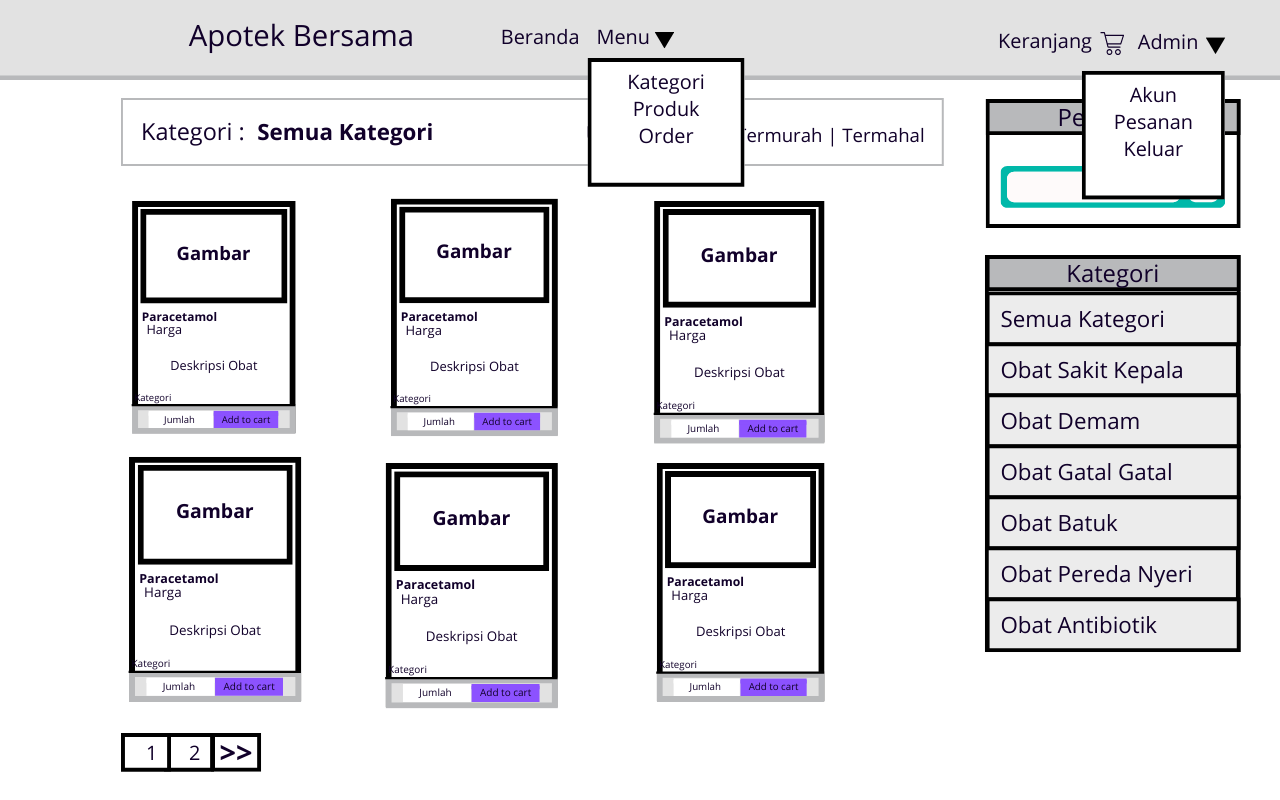 Apotek Bersama
Beranda Menu
Keranjang Admin
Kategori
Produk
Order
Akun
Pesanan
Keluar
Kategori : Semua Kategori
| Termahal
Gambar
Paracetamol
Harga
Deskripsi Obat
Kategori
Jumlah Add to cart
Gambar
Paracetamol
Harga
Deskripsi Obat
Kategori
Jumlah Add to cart
Gambar
Paracetamol
Harga
Deskripsi Obat
Kategori
Jumlah Add to cart
Gambar
Paracetamol
Harga
Deskripsi Obat
Kategori
Jumlah Add to cart
Gambar
Paracetamol
Harga
Deskripsi Obat
Kategori
Jumlah Add to cart
Gambar
Paracetamol
Harga
Deskripsi Obat
Kategori
Jumlah Add to cart
1 2 >>
Kategori
Semua Kategori
Obat Sakit Kepala
Obat Demam
Obat Gatal Gatal
Obat Batuk
Obat Pereda Nyeri
Obat Antibiotik